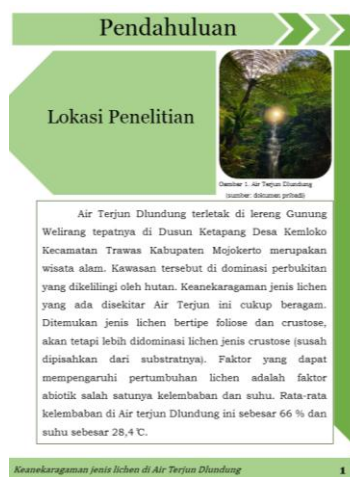 Pendahuluan
Lokasi Penelitian
Gambar 1. Air Terjun Dlundung
(sumber: dokumen pribadi)
Air Terjun Dlundung terletak di lereng Gunung
Welirang tepatnya di Dusun Ketapang Desa Kemloko
Kecamatan Trawas Kabupaten Mojokerto merupakan
wisata alam. Kawasan tersebut di dominasi perbukitan
yang dikelilingi oleh hutan. Keanekaragaman jenis lichen
yang ada disekitar Air Terjun ini cukup beragam.
Ditemukan jenis lichen bertipe foliose dan crustose,
akan tetapi lebih didominasi lichen jenis crustose (susah
dipisahkan dari substratnya). Faktor yang dapat
mempengaruhi pertumbuhan lichen adalah faktor
abiotik salah satunya kelembaban dan suhu. Rata-rata
kelembaban di Air terjun Dlundung ini sebesar 66 % dan
suhu sebesar 28,4℃.
Keanekaragaman jenis lichen di Air Terjun Dlundung
1